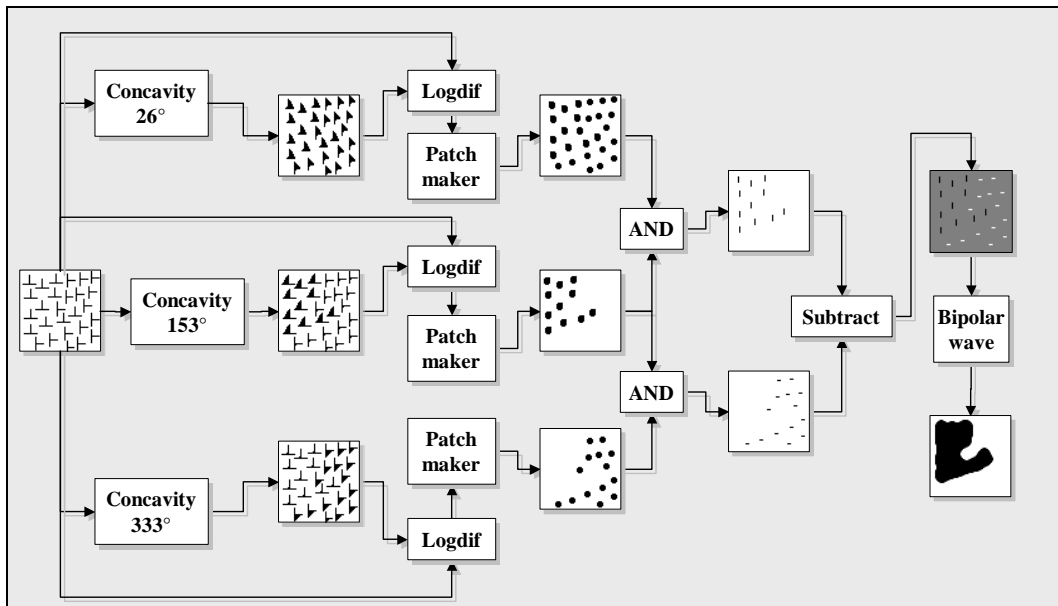 Concavity
26°
Logdif
Patch
maker
AND
Logdif
Concavity
153°
Patch
maker
Subtract
Bipolar
wave
AND
Patch
maker
Concavity
333°
Logdif